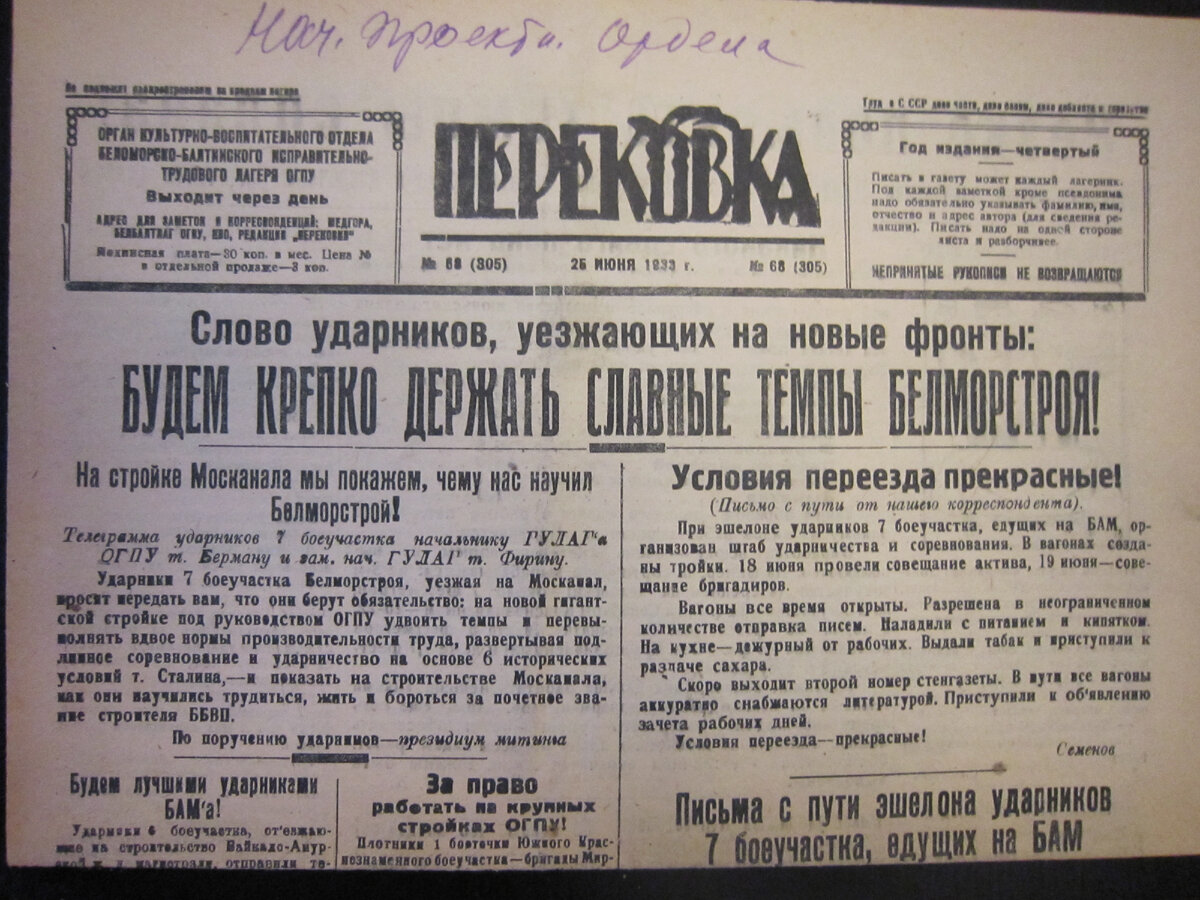 Нач. Проектн. Отдела
Не подлежит распространению за пределами лагеря
ОРГАН КУЛЬТУРНО-ВОСПИТАТЕЛЬНОГО ОТДЕЛА
БЕЛОМОРСКО-БАЛТИЙСКОГО ИСПРАВИТЕЛЬНО-
ТРУДОВОГО ЛАГЕРЯ ОГПУ
Выходит через день
АДРЕС ДЛЯ ЗАМЕТОК И КОРРЕСПОНДЕНЦИЙ: МЕДГОРА,
БЕЛБАЛТЛАГ ОГПУ, КВО, РЕДАКЦИЯ „ПЕРЕКОВКИ"
Подписная плата—30 коп. в мес. Цена №
в отдельной продаже—3 коп.
ПЕРЕКОВКА
№ 68 (305)
25 ИЮНЯ 1933 г.
№ 68 (305)
Труд в СССР дело чести, дело славы, дело доблести и геройства
Год издания—четвертый
Писать в газету может каждый лагерник.
Под каждой заметкой кроме псевдонима
надо обязательно указывать фамилию, имя,
отчество и адрес автора (для сведения ре-
дакции). Писать надо на одной стороне
листа и разборчивее.
НЕПРИНЯТЫЕ РУКОПИСИ НЕ ВОЗВРАЩАЮТСЯ
Слово ударников, уезжающих на новые фронты:
БУДЕМ КРЕПКО ДЕРЖАТЬ СЛАВНЫЕ ТЕМПЫ БЕЛМОРСТРОЯ!
На стройке Москанала мы покажем, чему нас научил
Белморстрой!
Телеграмма ударников 7 боеучастка начальнику ГУЛАГ'а
ОГПУ т. Берману и зам. нач. ГУЛАГ т. Фирину.
Ударники 7 боеучастка Белморстроя, уезжая на Москанал,
просят передать вам, что они берут обязательство: на новой гигант-
ской стройке под руководством ОГПУ удвоить темпы и перевы-
полнять вдвое нормы производительности труда, развертывая под-
линное соревнование и ударничество на основе 6 исторических
условий т. Сталина,—и показать на строительстве Москанала,
как они научились трудиться, жить и бороться за почетное зва-
ние строителя ББВП.
По поручению ударников—президиум митинга
Будем лучшими ударниками
БАМ'а!
Ударники 6 боеучастка, от'езжаю-
щие на строительство Байкало-Амур-
ской ж. д. магистрали, отправили те-
За право
работать на крупных
стройках ОГПУ!
Плотники 1 боеточки Южного Крас-
нознаменного боеучастка—бригады Мир-
Условия переезда прекрасные!
(Письмо с пути от нашего корреспондента).
При эшелоне ударников 7 боеучастка, едущих на БАМ, ор-
ганизован штаб ударничества и соревнования. В вагонах созда-
ны тройки. 18 июня провели совещание актива, 19 июня—сове-
щание бригадиров.
Вагоны все время открыты. Разрешена в неограниченном
количестве отправка писем. Наладили с питанием и кипятком.
На кухне—дежурный от рабочих. Выдали табак и приступили к
раздаче сахара.
Скоро выходит второй номер стенгазеты. В пути все вагоны
аккуратно снабжаются литературой. Приступили к об'явлению
зачета рабочих дней.
Условия переезда—прекрасные!
Семенов
Письма с пути эшелона ударников
7 боеучастка, едущих на БАМ